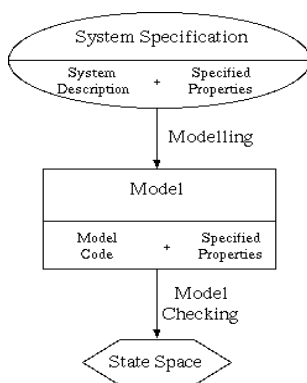 System Specification
System + Specified
Description Properties
Modelling
Model
Model + Specified
Code Properties
Model
Checking
State Space